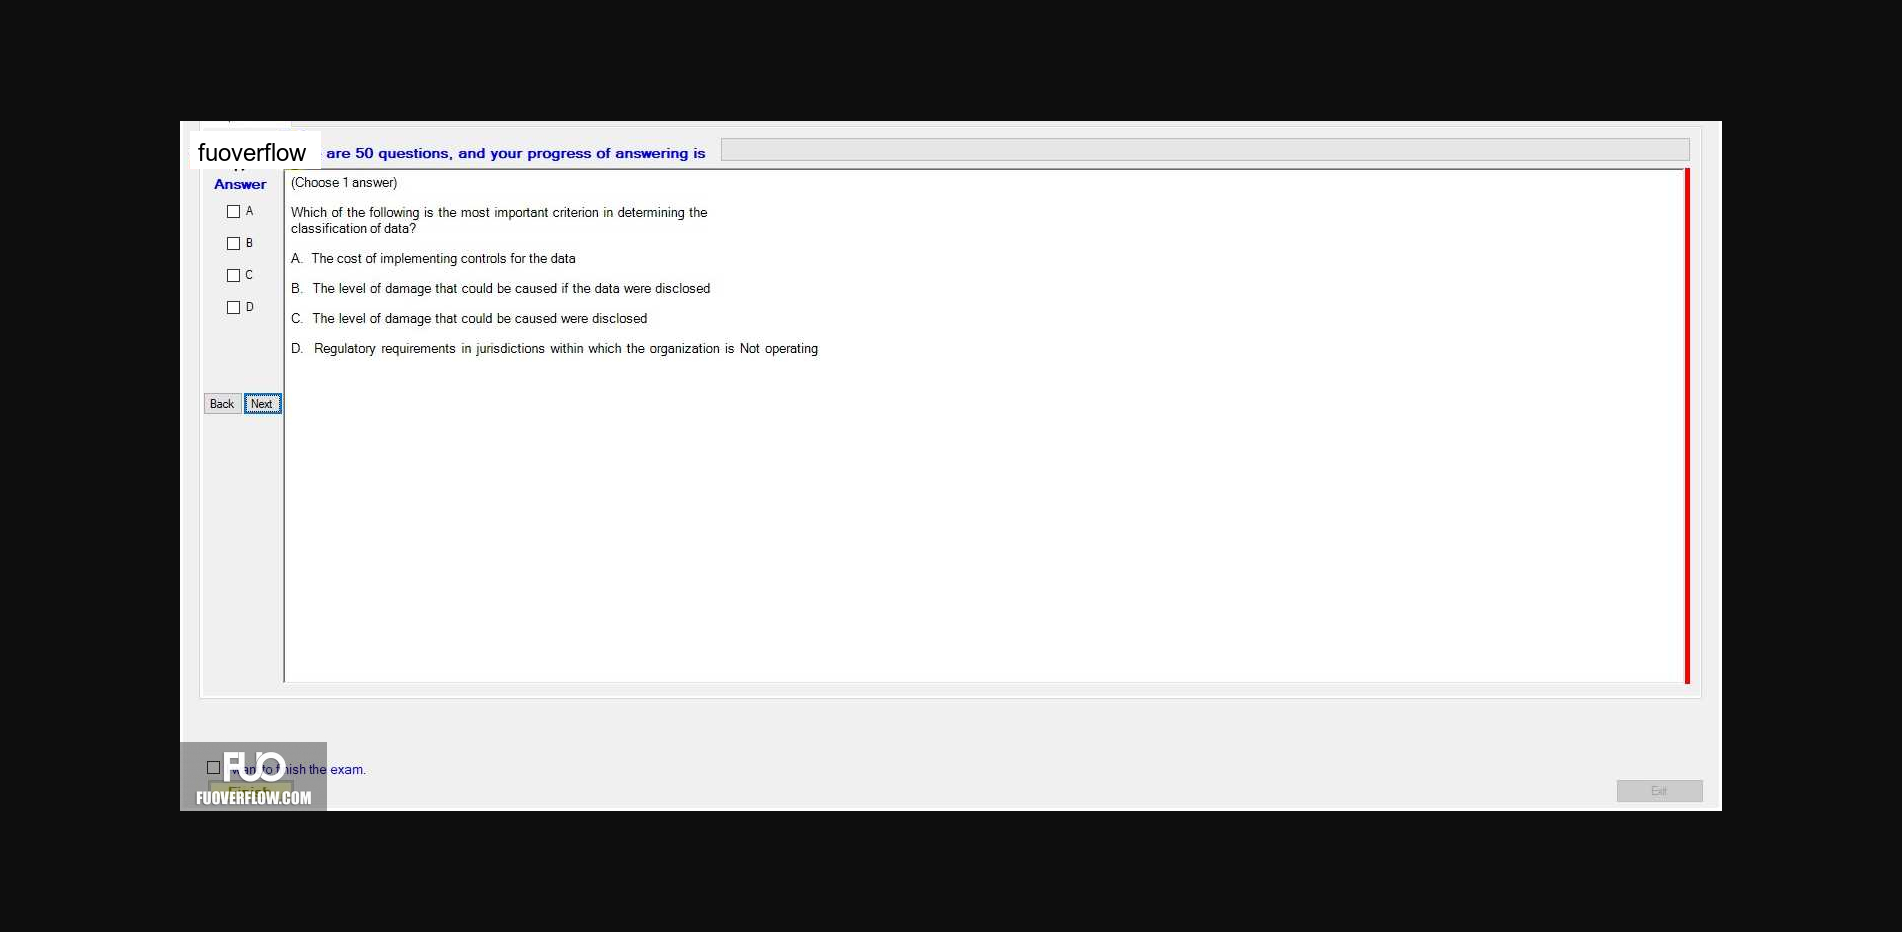 fuoverflow are 50 questions, and your progress of answering is
Answer
A
B
C
D
Back Next
(Choose 1 answer)
Which of the following is the most important criterion in determining the
classification of data?
A. The cost of implementing controls for the data
B. The level of damage that could be caused if the data were disclosed
C. The level of damage that could be caused were disclosed
D. Regulatory requirements in jurisdictions within which the organization is Not operating
FUO
want to finish the exam.
Finish
FUOVERFLOW.COM
Exit